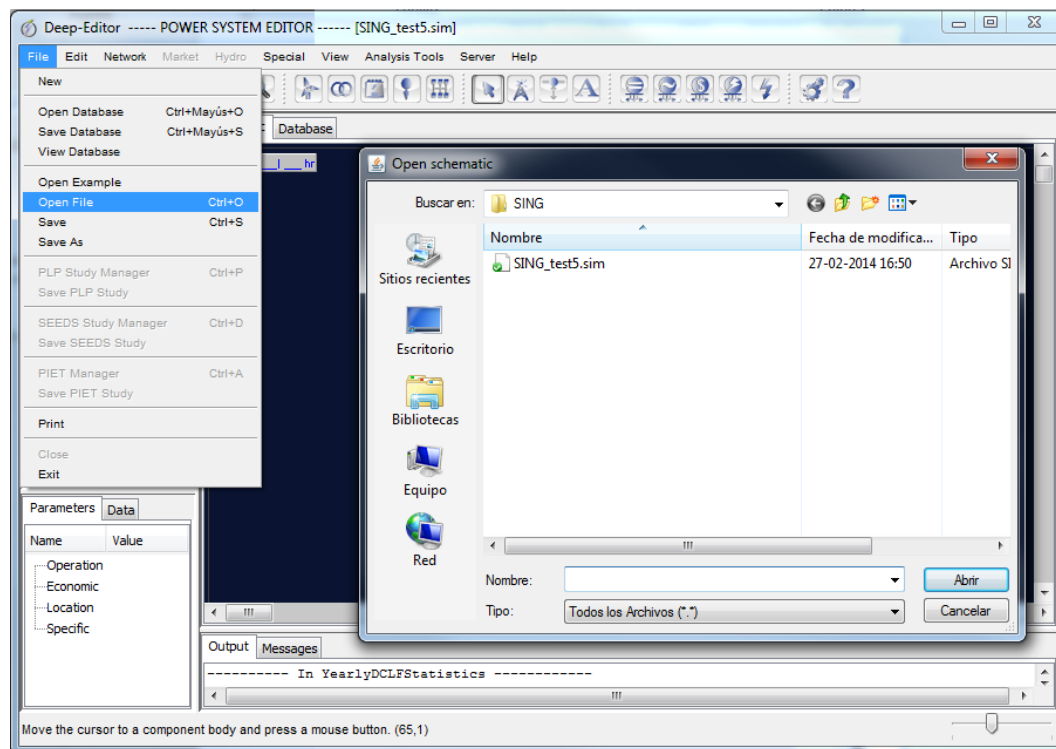 Deep-Editor ----- POWER SYSTEM EDITOR ------ [SING_test5.sim]
File Edit Network Market Hydro Special View Analysis Tools Server Help
New
Open Database Ctrl+Mayús+O
Save Database Ctrl+Mayús+S
View Database
Open Example
Open File Ctrl+O
Save Ctrl+S
Save As
PLP Study Manager Ctrl+P
Save PLP Study
SEEDS Study Manager Ctrl+D
Save SEEDS Study
PIET Manager Ctrl+A
Save PIET Study
Print
Close
Exit
Database
hr
Open schematic
Buscar en: SING
Nombre Fecha de modifica... Tipo
SING_test5.sim 27-02-2014 16:50 Archivo SI
Sitios recientes
Escritorio
Bibliotecas
Equipo
Red
Nombre: Abrir
Tipo: Todos los Archivos (*.*) Cancelar
Parameters Data
Name Value
Operation
Economic
Location
Specific
Output Messages
---------- In YearlyDCLFStatistics ------------
Move the cursor to a component body and press a mouse button. (65,1)